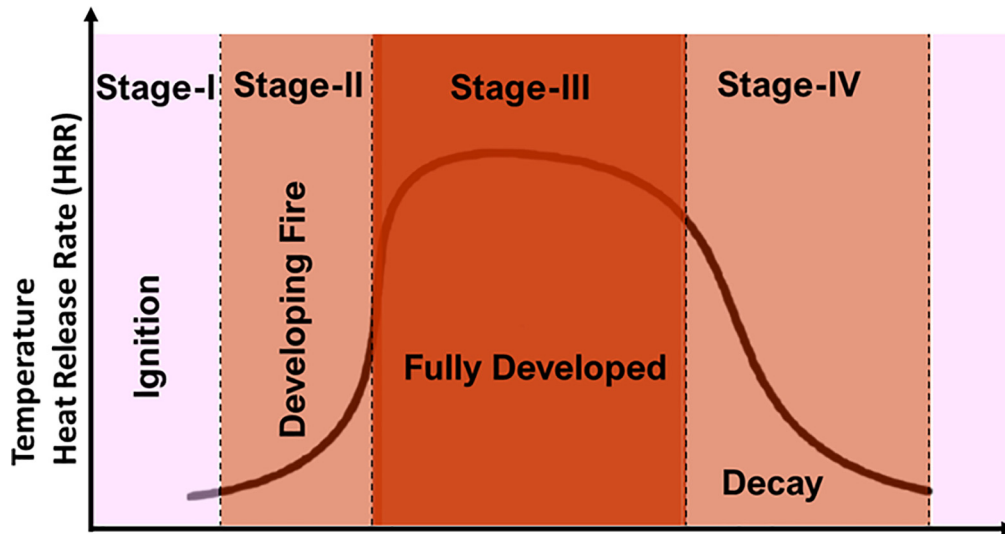 Stage-I
Stage-II
Stage-III
Stage-IV
Temperature
Heat Release Rate (HRR)
Ignition
Developing Fire
Fully Developed
Decay